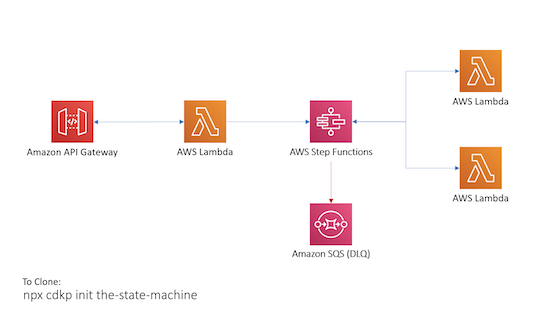 AWS Lambda
Amazon API Gateway
AWS Lambda
AWS Step Functions
AWS Lambda
Amazon SQS (DLQ)
To Clone:
npx cdkp init the-state-machine